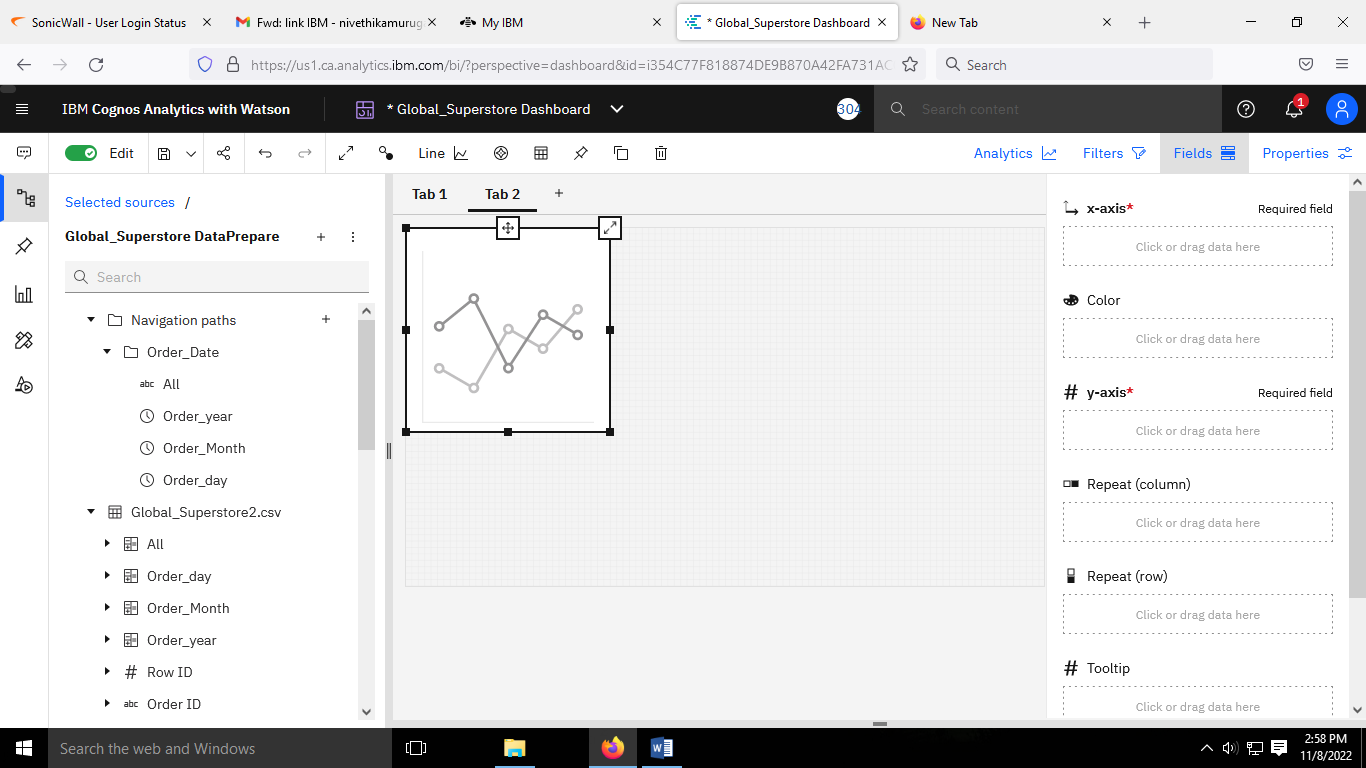 SonicWall - User Login Status
Fwd: link IBM - nivethikamurug
My IBM
* Global_Superstore Dashboard
New Tab
https://us1.ca.analytics.ibm.com/bi/?perspective=dashboard&id=i354C77F818874DE9B870A42FA731AC
Search
IBM Cognos Analytics with Watson
* Global_Superstore Dashboard
304
Search content
1
Edit
Line
Analytics
Filters
Fields
Properties
Selected sources /
Global_Superstore DataPrepare
Search
Navigation paths
Order_Date
abc All
Order_year
Order_Month
Order_day
Global_Superstore2.csv
All
Order_day
Order_Month
Order_year
# Row ID
abc Order ID
Tab 1
Tab 2
x-axis*
Required field
Click or drag data here
Color
Click or drag data here
# y-axis*
Required field
Click or drag data here
Repeat (column)
Click or drag data here
Repeat (row)
Click or drag data here
# Tooltip
Click or drag data here
Search the web and Windows
2:58 PM
11/8/2022